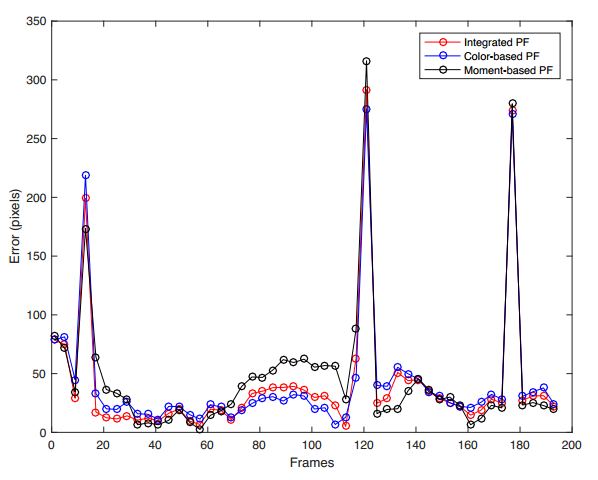 350
300
250
200
150
100
50
0
Error (pixels)
Integrated PF
Color-based PF
Moment-based PF
0 20 40 60 80 100 120 140 160 180 200
Frames